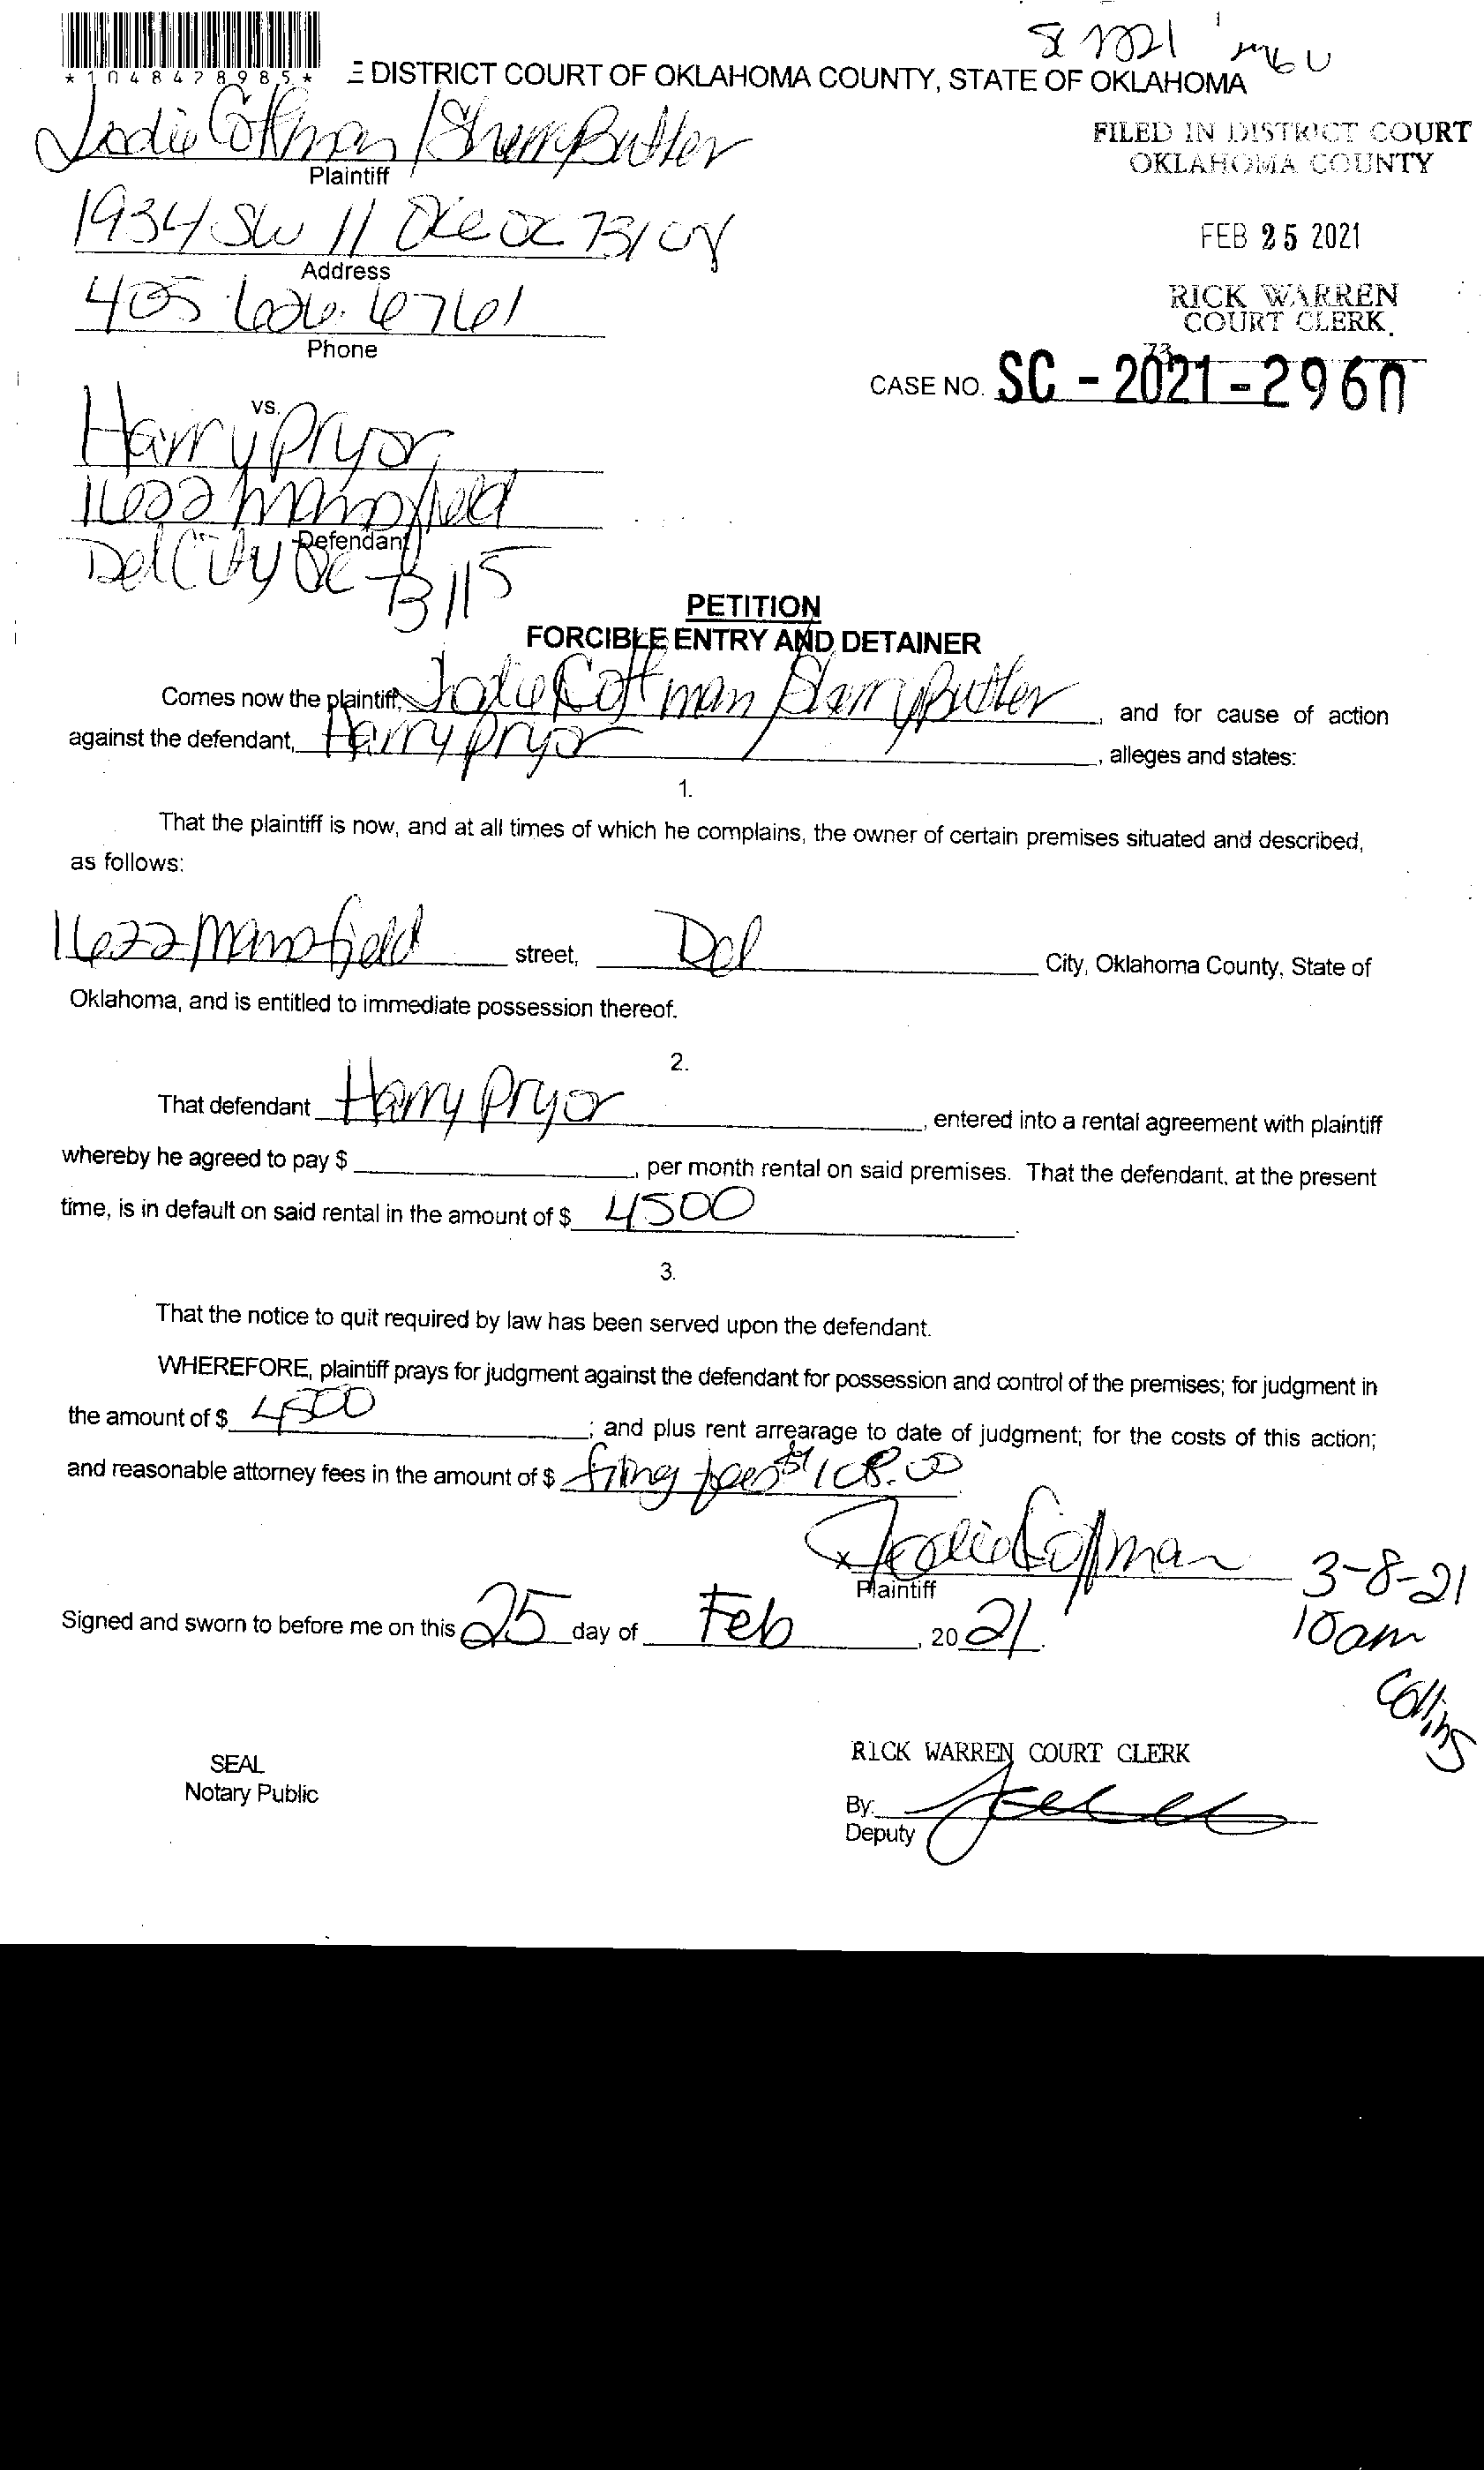 *1048478985*
E DISTRICT COURT OF OKLAHOMA COUNTY, STATE OF OKLAHOMA
Jodie Coffman / Sherry Butler
Plaintiff
FILED IN DISTRICT COURT
OKLAHOMA COUNTY
1934 SW 11 OKC OK 73108
Address
FEB 25 2021
405 626.6761
Phone
RICK WARREN
COURT CLERK
73
CASE NO. SC - 2021 - 2960
vs.
Harry Pryor
1622 Mansfield
Defendant
Del City OK 73115
PETITION
FORCIBLE ENTRY AND DETAINER
Comes now the plaintiff, Jodie Coffman / Sherry Butler, and for cause of action
against the defendant, Harry Pryor, alleges and states:
1.
That the plaintiff is now, and at all times of which he complains, the owner of certain premises situated and described,
as follows:
1622 Mansfield street, Del City, Oklahoma County, State of
Oklahoma, and is entitled to immediate possession thereof.
2.
That defendant Harry Pryor, entered into a rental agreement with plaintiff
whereby he agreed to pay $, per month rental on said premises. That the defendant, at the present
time, is in default on said rental in the amount of $ 4500.
3.
That the notice to quit required by law has been served upon the defendant.
WHEREFORE, plaintiff prays for judgment against the defendant for possession and control of the premises; for judgment in
the amount of $ 4500; and plus rent arrearage to date of judgment; for the costs of this action;
and reasonable attorney fees in the amount of $ filing fees $108.00
x Jodie Coffman
Plaintiff
3-8-21
10am
Collins
Signed and sworn to before me on this 25 day of Feb, 2021.
SEAL
Notary Public
RICK WARREN COURT CLERK
By:
Deputy